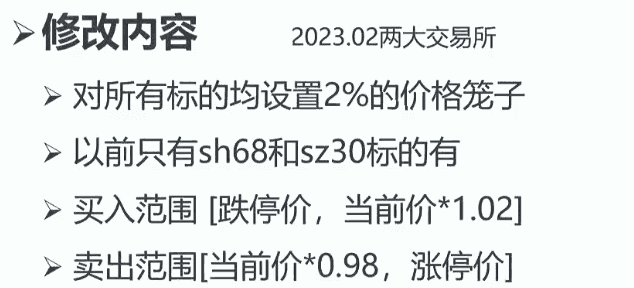 ➢修改内容 2023.02两大交易所
➢ 对所有标的均设置2%的价格笼子
➢ 以前只有sh68和sz30标的有
➢ 买入范围 [跌停价，当前价*1.02]
➢ 卖出范围[当前价*0.98，涨停价]